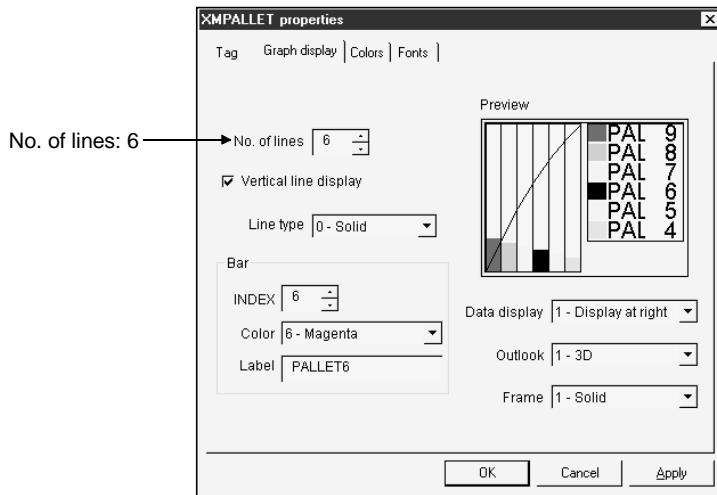 XMPALLET properties
Tag
Graph display
Colors
Fonts
No. of lines: 6
No. of lines
6
Vertical line display
Line type
0 - Solid
Bar
INDEX
6
Color
6 - Magenta
Label
PALLET6
Preview
PAL 9
PAL 8
PAL 7
PAL 6
PAL 5
PAL 4
Data display
1 - Display at right
Outlook
1 - 3D
Frame
1 - Solid
OK
Cancel
Apply